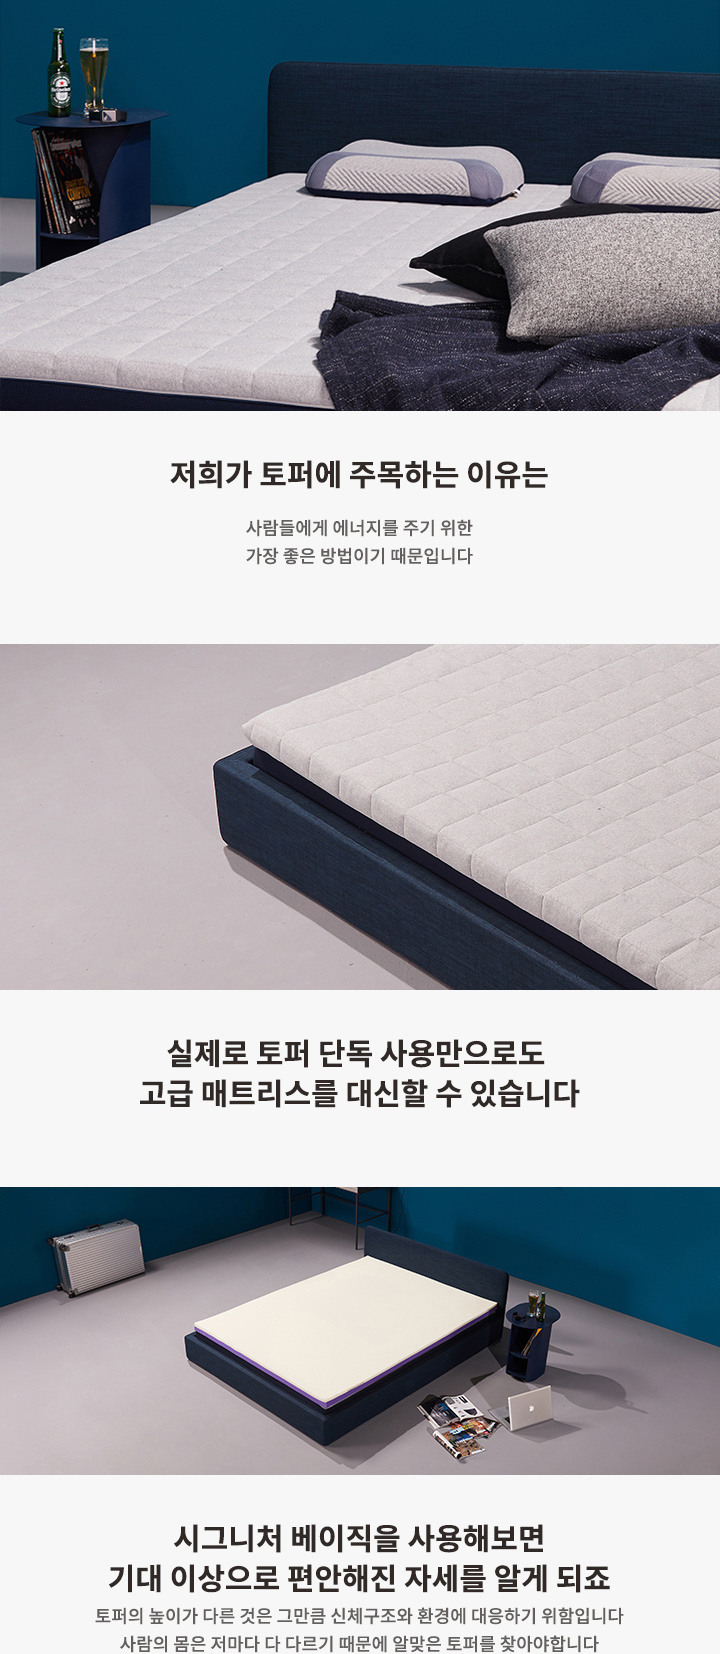 Heineken
저희가 토퍼에 주목하는 이유는
사람들에게 에너지를 주기 위한
가장 좋은 방법이기 때문입니다
실제로 토퍼 단독 사용만으로도
고급 매트리스를 대신할 수 있습니다
시그니처 베이직을 사용해보면
기대 이상으로 편안해진 자세를 알게 되죠
토퍼의 높이가 다른 것은 그만큼 신체구조와 환경에 대응하기 위함입니다
사람의 몸은 저마다 다 다르기 때문에 알맞은 토퍼를 찾아야합니다